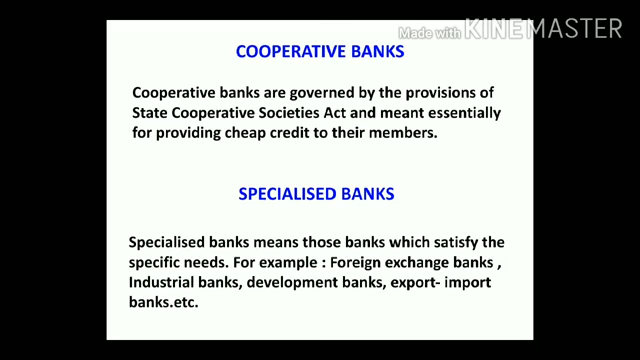 Made with KINEMASTER
COOPERATIVE BANKS
Cooperative banks are governed by the provisions of
State Cooperative Societies Act and meant essentially
for providing cheap credit to their members.
SPECIALISED BANKS
Specialised banks means those banks which satisfy the
specific needs. For example : Foreign exchange banks ,
Industrial banks, development banks, export- import
banks.etc.